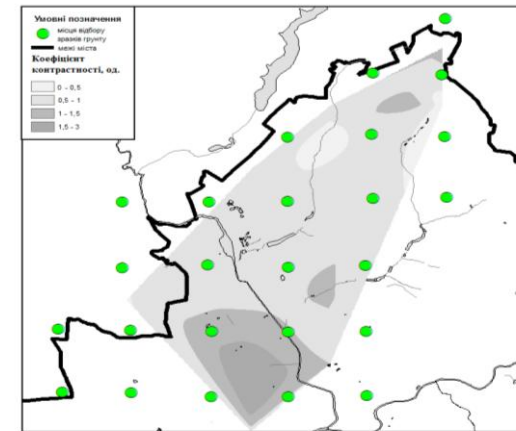 Умовні позначення
місця відбору
зразків грунту
межі міста
Коефіцієнт
контрастності, од.
0 - 0,5
0,5 - 1
1 - 1,5
1,5 - 3